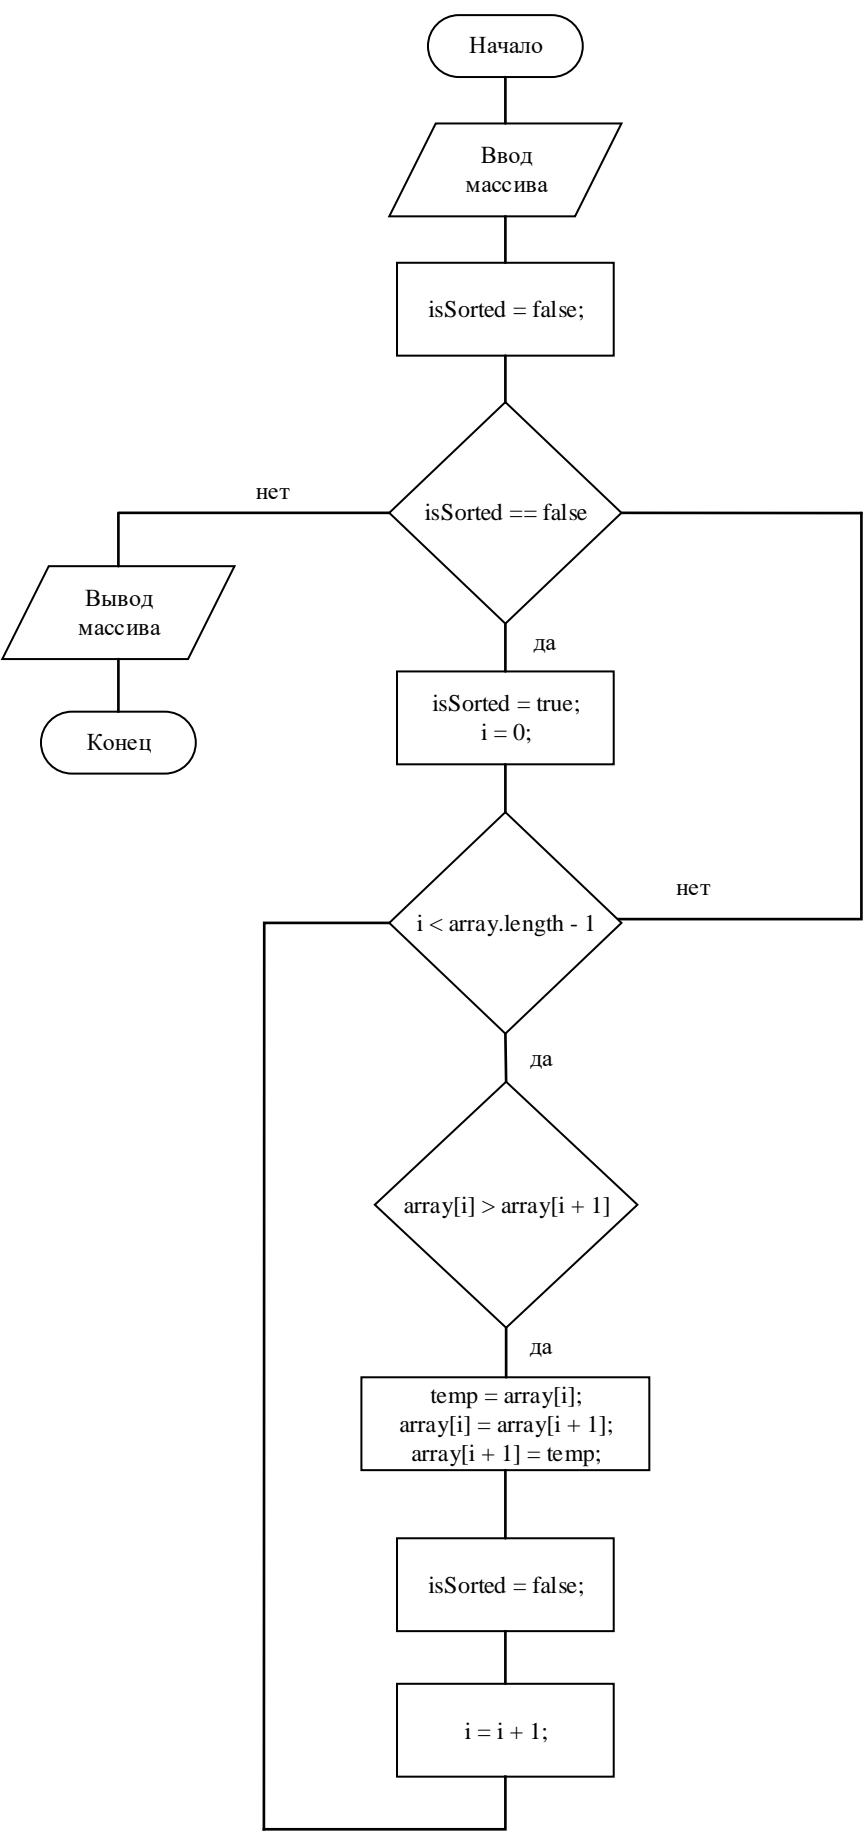 Начало
Ввод
массива
isSorted = false;
isSorted == false
нет
Вывод
массива
Конец
да
isSorted = true;
i = 0;
i < array.length - 1
нет
да
array[i] > array[i + 1]
да
temp = array[i];
array[i] = array[i + 1];
array[i + 1] = temp;
isSorted = false;
i = i + 1;